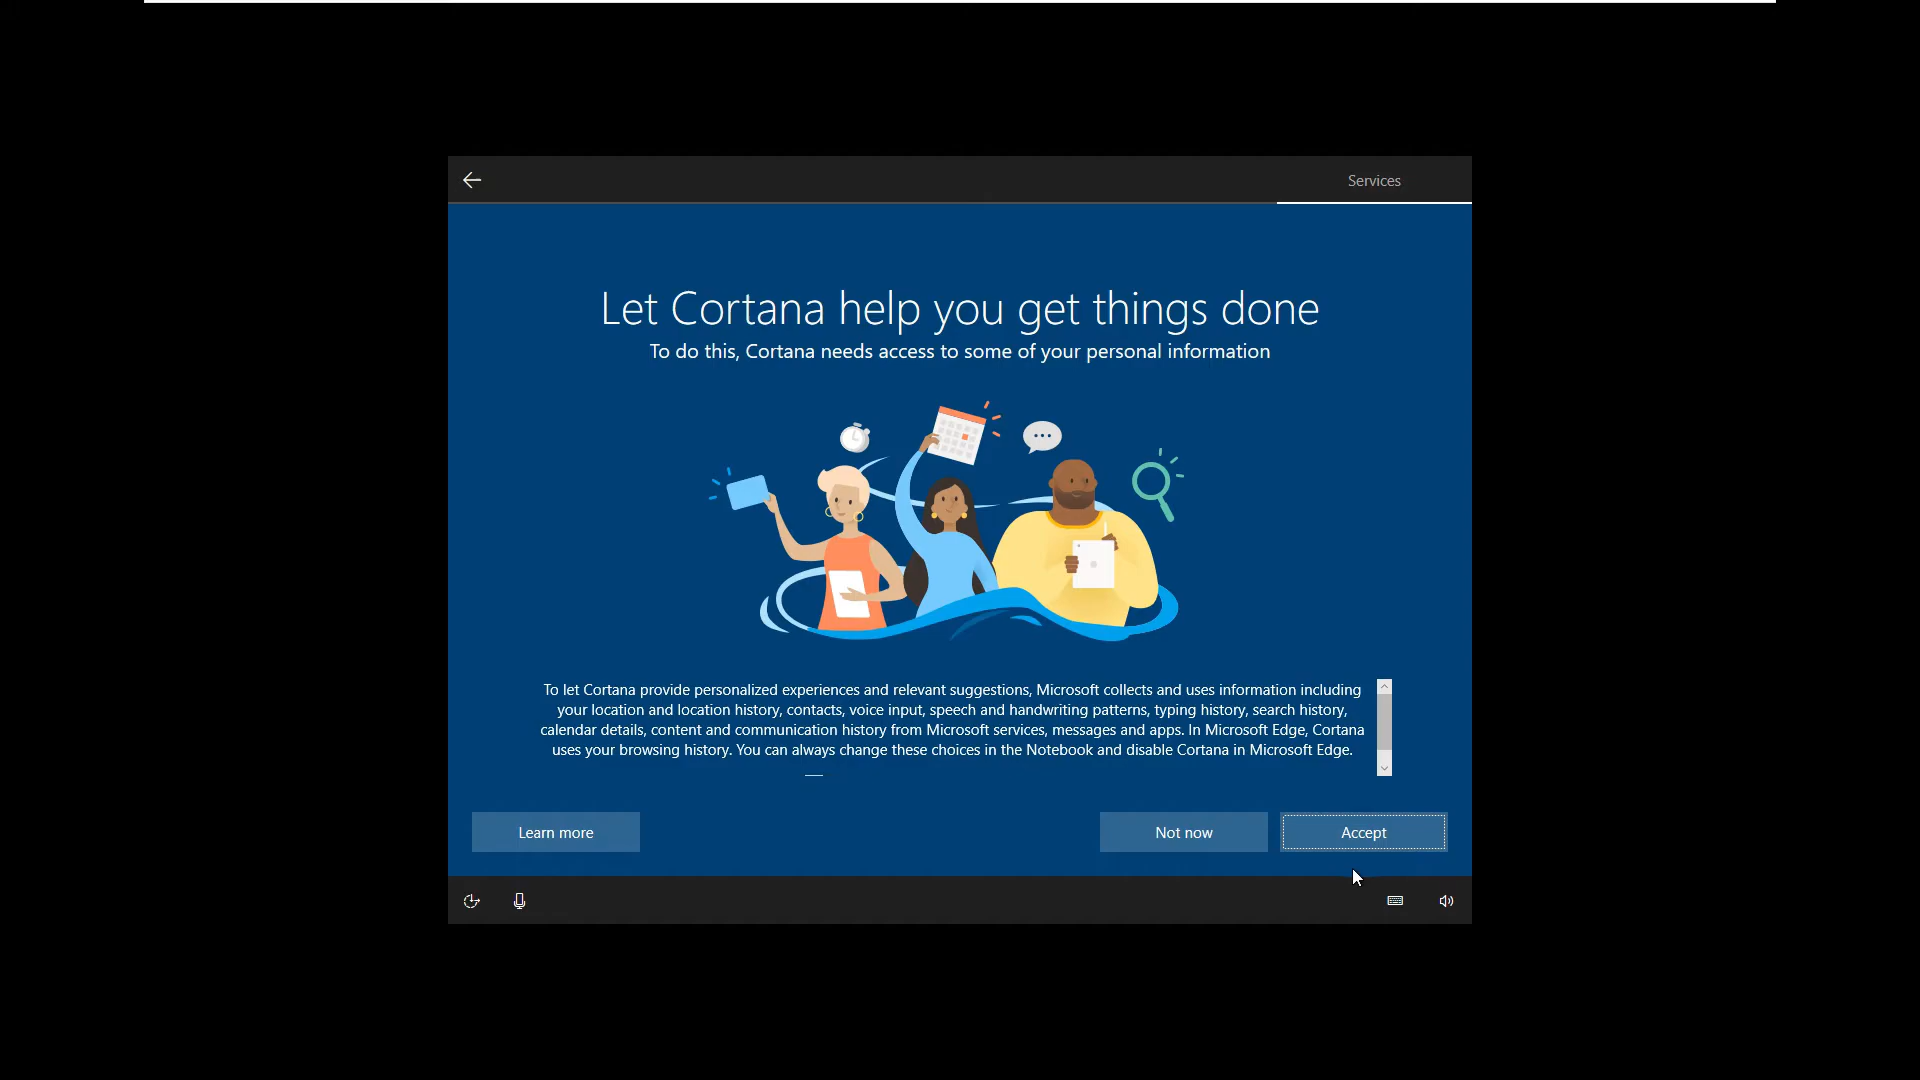 Services
Let Cortana help you get things done
To do this, Cortana needs access to some of your personal information
To let Cortana provide personalized experiences and relevant suggestions, Microsoft collects and uses information including
your location and location history, contacts, voice input, speech and handwriting patterns, typing history, search history,
calendar details, content and communication history from Microsoft services, messages and apps. In Microsoft Edge, Cortana
uses your browsing history. You can always change these choices in the Notebook and disable Cortana in Microsoft Edge.
Learn more
Not now
Accept